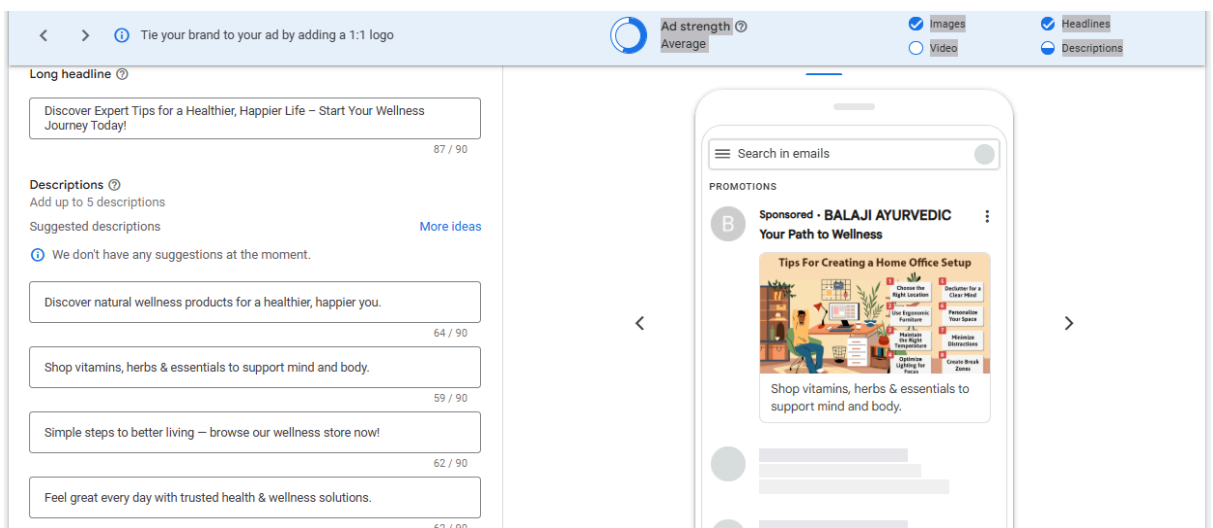 Tie your brand to your ad by adding a 1:1 logo
Ad strength
Average
Images
Video
Headlines
Descriptions
Long headline
Discover Expert Tips for a Healthier, Happier Life – Start Your Wellness
Journey Today!
87 / 90
Descriptions
Add up to 5 descriptions
Suggested descriptions
More ideas
We don't have any suggestions at the moment.
Discover natural wellness products for a healthier, happier you.
64 / 90
Shop vitamins, herbs & essentials to support mind and body.
59 / 90
Simple steps to better living — browse our wellness store now!
62 / 90
Feel great every day with trusted health & wellness solutions.
62 / 90
Search in emails
PROMOTIONS
B
Sponsored · BALAJI AYURVEDIC
Your Path to Wellness
Tips For Creating a Home Office Setup
1
Choose the
Right Location
2
Use Ergonomic
Furniture
3
Maintain
the Right
Temperature
Optimize
Lighting for
Focus
Declutter for a
Clear Mind
Personalize
Your Space
7
Minimize
Distractions
8
Create Break
Zones
Shop vitamins, herbs & essentials to
support mind and body.